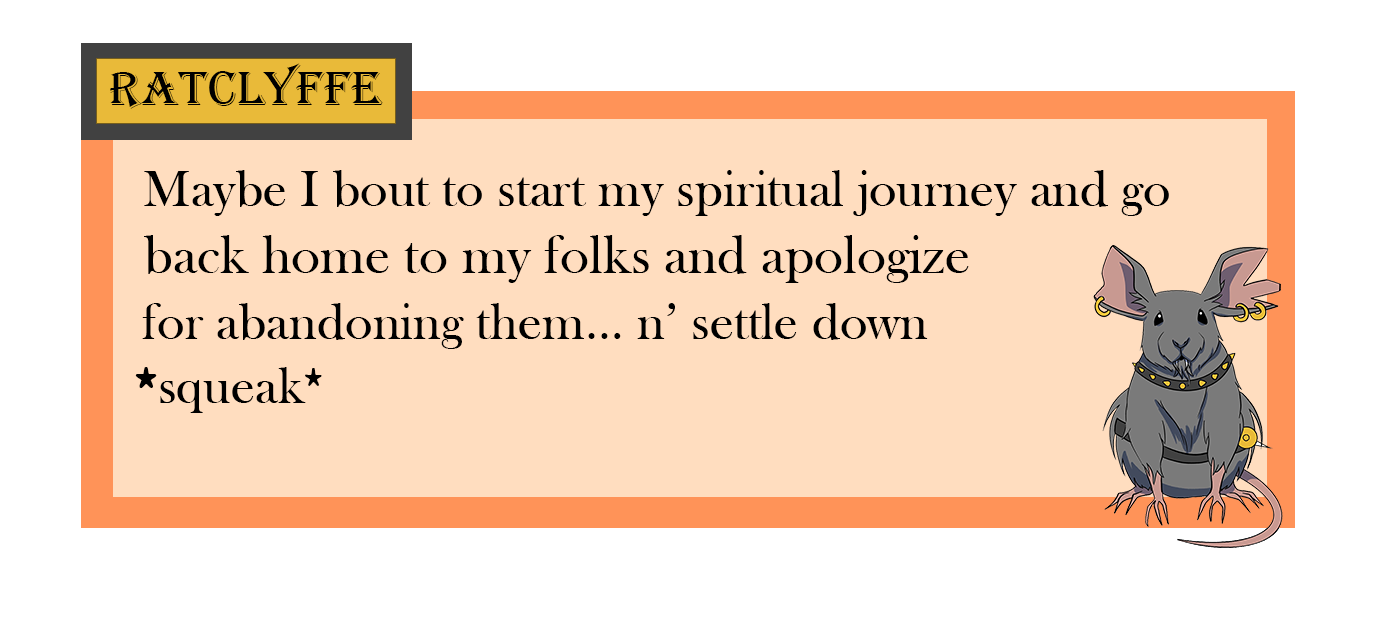 RATCLYFFE
Maybe I bout to start my spiritual journey and go
back home to my folks and apologize
for abandoning them... n’ settle down
*squeak*